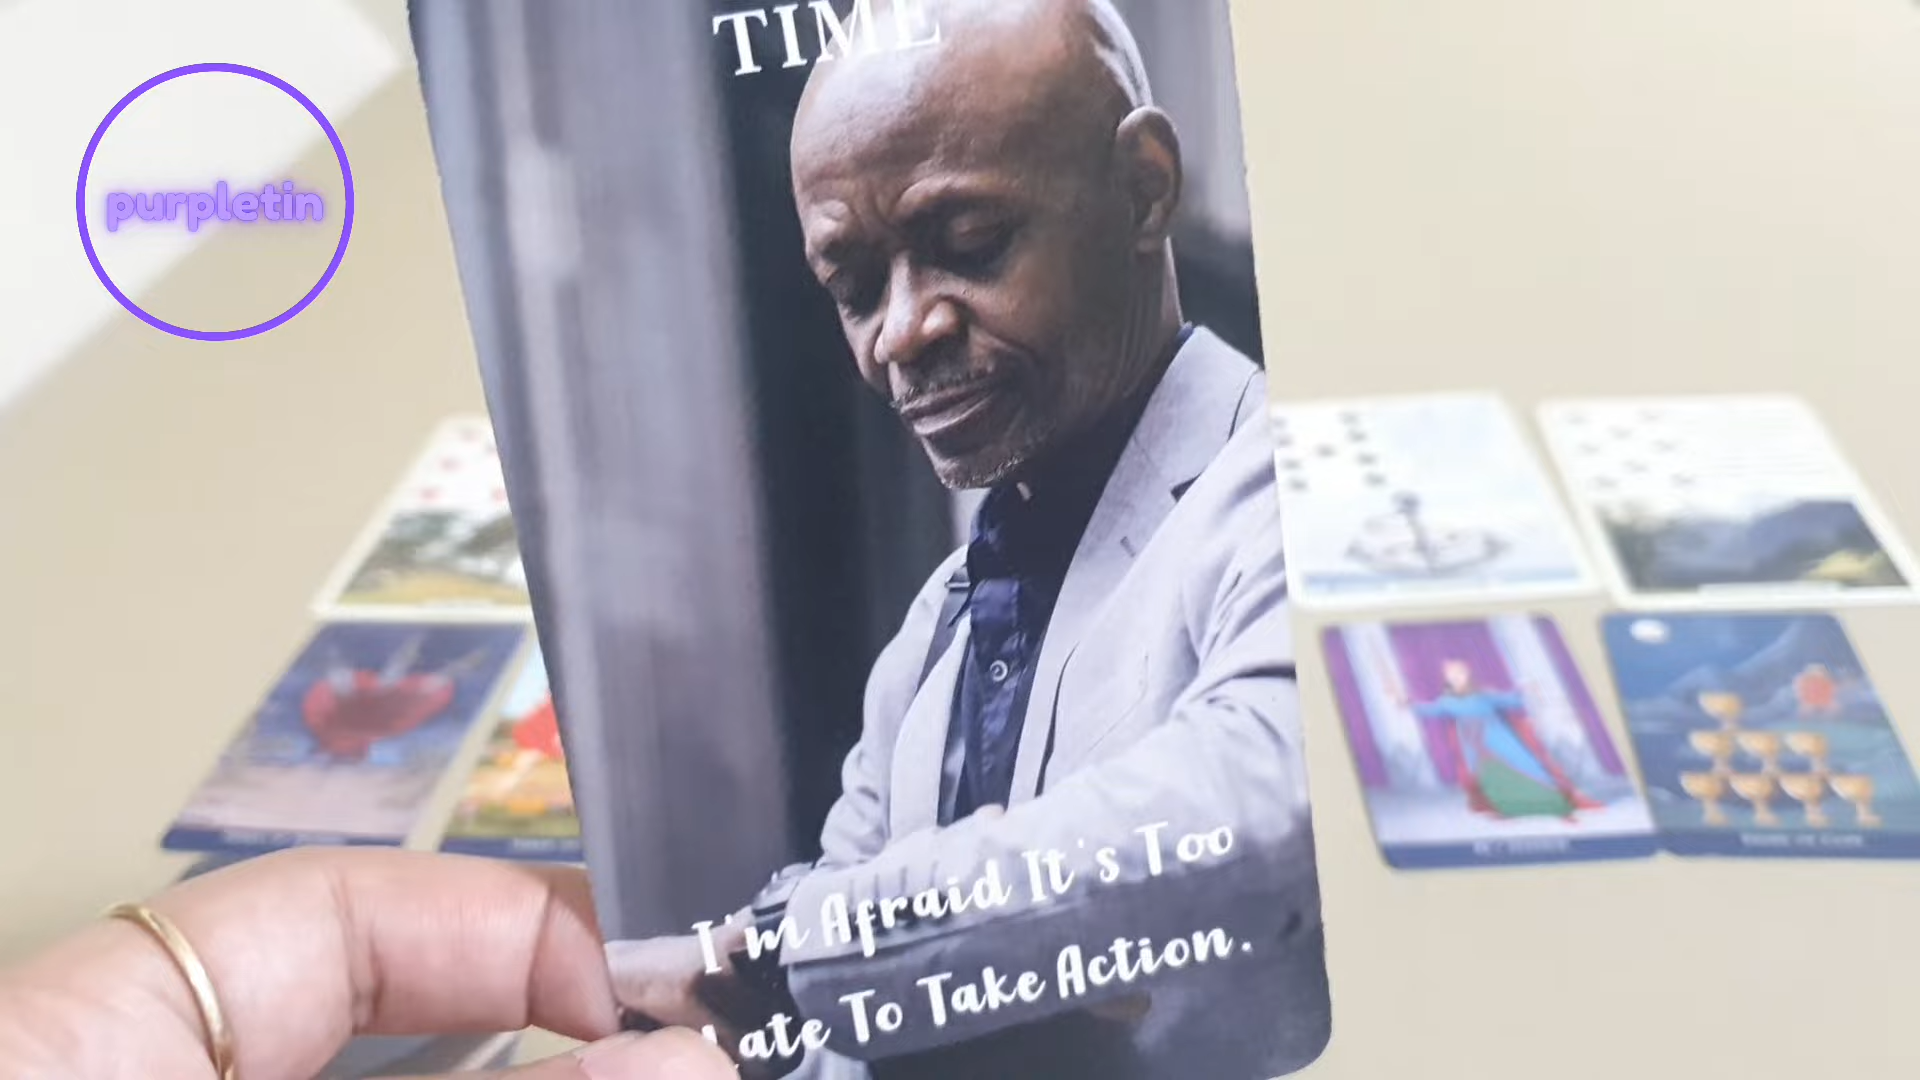 TIME
purpletin
I'm Afraid It's Too
Late To Take Action.